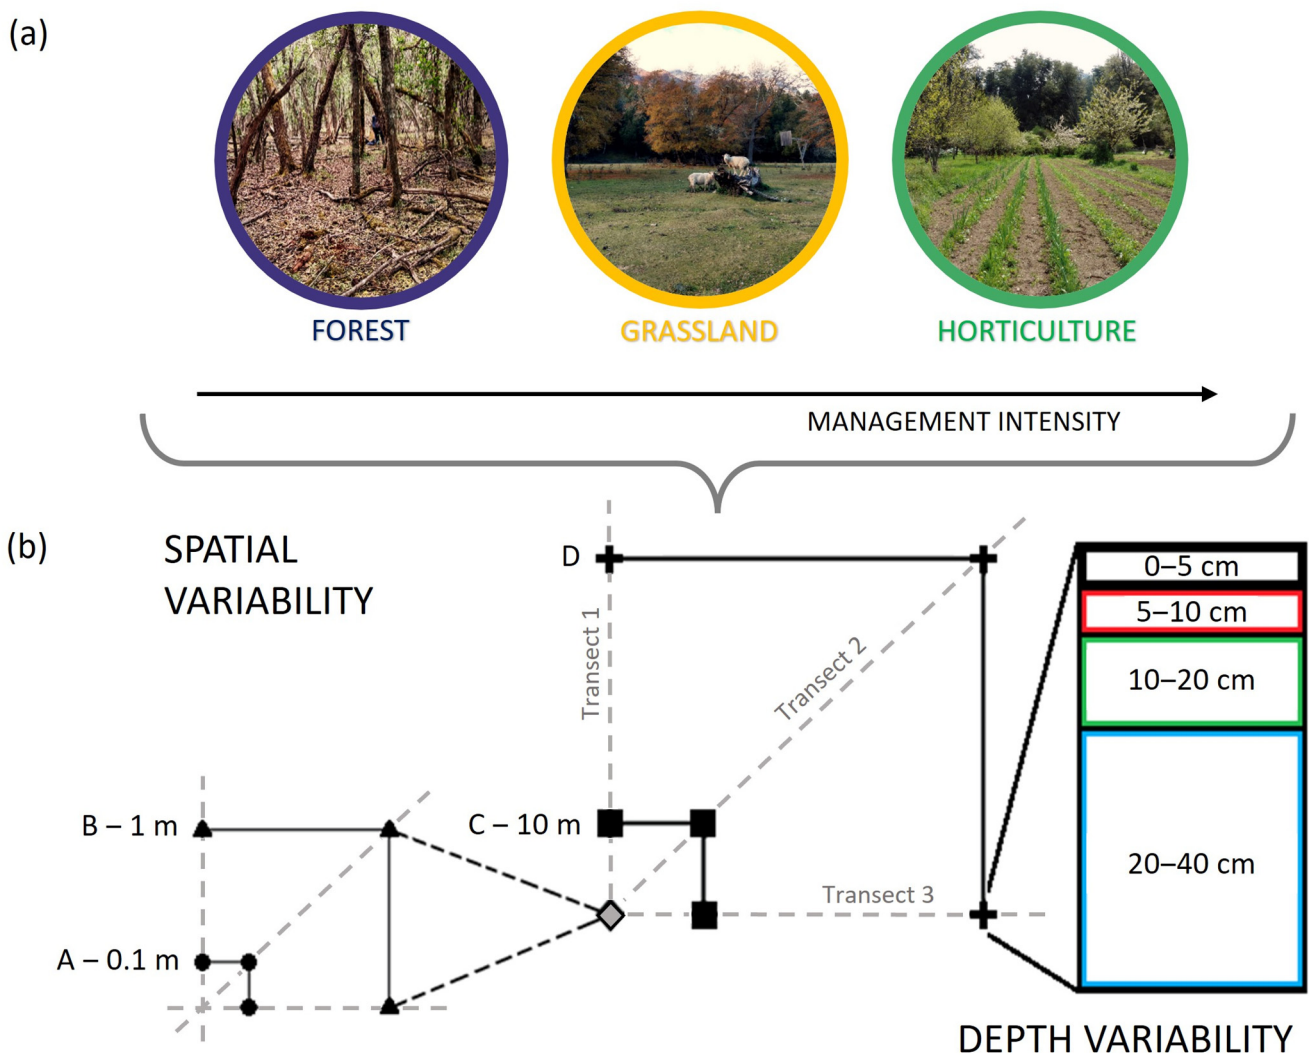 (a)
FOREST
GRASSLAND
HORTICULTURE
MANAGEMENT INTENSITY
(b)
SPATIAL
VARIABILITY
D
Transect 1
Transect 2
B – 1 m
C – 10 m
Transect 3
A – 0.1 m
0–5 cm
5–10 cm
10–20 cm
20–40 cm
DEPTH VARIABILITY